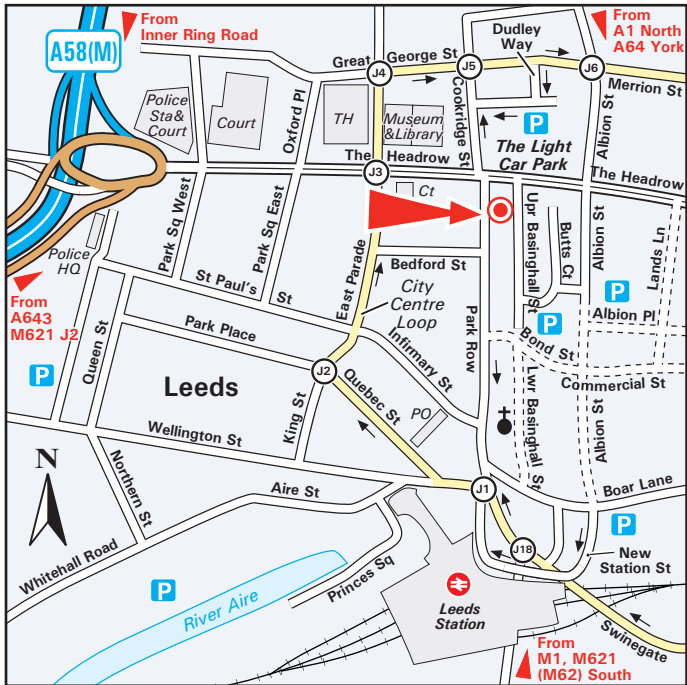 From
Inner Ring Road
From
A1 North
A64 York
A58(M)
Dudley
Way
Great George St
J4
J5
J6
Merrion St
Police
Sta&
Court
Court
Oxford Pl
TH
Museum
&Library
Cookridge St
P
The Light
Car Park
Albion St
The Headrow
J3
The Headrow
Ct
Park Sq West
Park Sq East
Upr Basinghall St
Butts Ct
Albion St
Lands Ln
Police
HQ
From
A643
M621 J2
St Paul's St
East Parade
Bedford St
City
Centre
Loop
Park Row
P
P
Albion Pl
Bond St
Park Place
Infirmary St
Queen St
P
Leeds
J2
Quebec St
Commercial St
King St
PO
Lwr Basinghall St
Albion St
Wellington St
N
Northern St
Aire St
J1
Boar Lane
P
J18
New
Station St
Whitehall Road
P
Princes Sq
River Aire
Leeds
Station
Swinegate
From
M1, M621
(M62) South